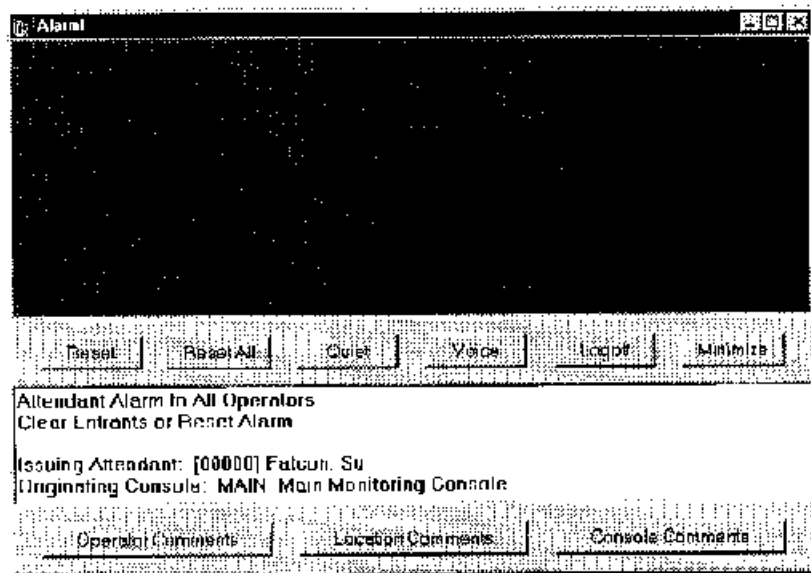 Alarm!
Reset Reset All Quiet Voice Logoff Minimize
Attendant Alarm to All Operators
Clear Entrants or Reset Alarm
Issuing Attendant: [00000] Falcon, Su
Originating Console: MAIN Main Monitoring Console
Operator Comments Location Comments Console Comments